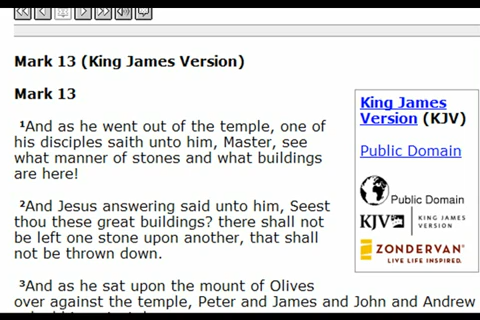 Mark 13 (King James Version)
Mark 13
1And as he went out of the temple, one of
his disciples saith unto him, Master, see
what manner of stones and what buildings
are here!
2And Jesus answering said unto him, Seest
thou these great buildings? there shall not
be left one stone upon another, that shall
not be thrown down.
3And as he sat upon the mount of Olives
over against the temple, Peter and James and John and Andrew
King James
Version (KJV)
Public Domain
Public Domain
KJV
KING JAMES
VERSION
ZONDERVAN®
LIVE LIFE INSPIRED.